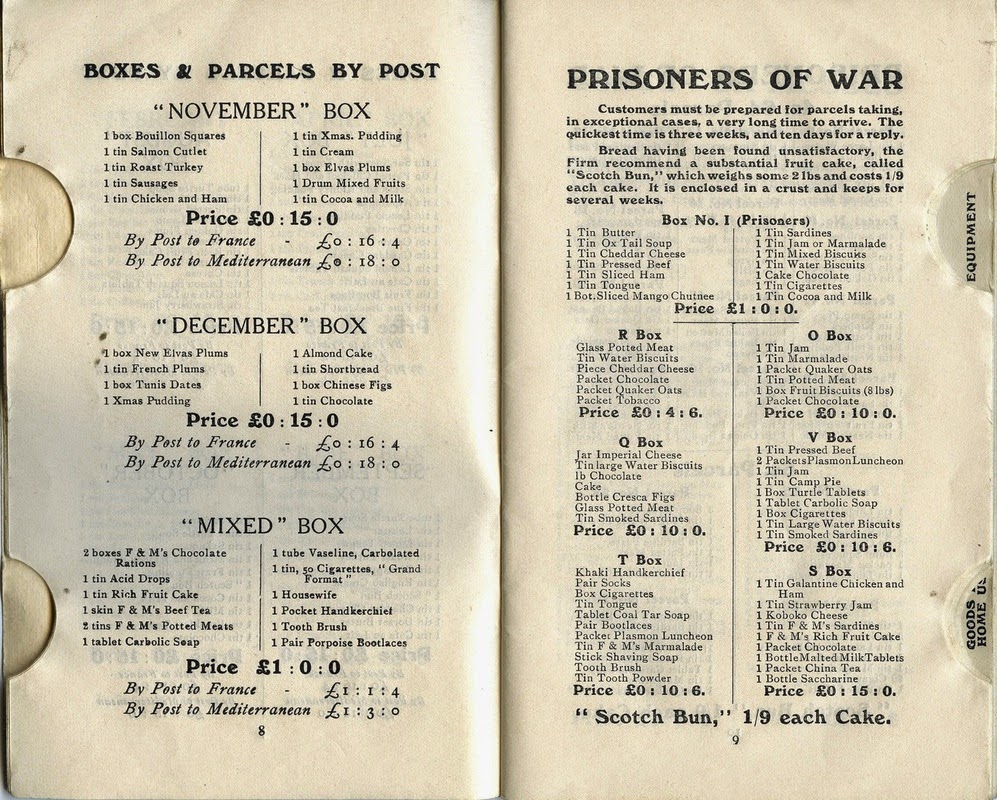 BOXES & PARCELS BY POST
"NOVEMBER" BOX
1 box Bouillon Squares
1 tin Salmon Cutlet
1 tin Roast Turkey
1 tin Sausages
1 tin Chicken and Ham
1 tin Xmas. Pudding
1 tin Cream
1 box Elvas Plums
1 Drum Mixed Fruits
1 tin Cocoa and Milk
Price £0 : 15 : 0
By Post to France - £0 : 16 : 4
By Post to Mediterranean £0 : 18 : 0
"DECEMBER" BOX
1 box New Elvas Plums
1 tin French Plums
1 box Tunis Dates
1 Xmas Pudding
1 Almond Cake
1 tin Shortbread
1 box Chinese Figs
1 tin Chocolate
Price £0 : 15 : 0
By Post to France - £0 : 16 : 4
By Post to Mediterranean £0 : 18 : 0
"MIXED" BOX
2 boxes F & M's Chocolate
Rations
1 tin Acid Drops
1 tin Rich Fruit Cake
1 skin F & M's Beef Tea
2 tins F & M's Potted Meats
1 tablet Carbolic Soap
1 tube Vaseline, Carbolated
1 tin, 50 Cigarettes, "Grand
Format"
1 Housewife
1 Pocket Handkerchief
1 Tooth Brush
1 Pair Porpoise Bootlaces
Price £1 : 0 : 0
By Post to France - £1 : 1 : 4
By Post to Mediterranean £1 : 3 : 0
8
PRISONERS OF WAR
Customers must be prepared for parcels taking,
in exceptional cases, a very long time to arrive. The
quickest time is three weeks, and ten days for a reply.
Bread having been found unsatisfactory, the
Firm recommend a substantial fruit cake, called
"Scotch Bun," which weighs some 2 lbs and costs 1/9
each cake. It is enclosed in a crust and keeps for
several weeks.
Box No. I (Prisoners)
1 Tin Butter
1 Tin Ox Tail Soup
1 Tin Cheddar Cheese
1 Tin Pressed Beef
1 Tin Sliced Ham
1 Tin Tongue
1 Bot. Sliced Mango Chutnee
1 Tin Sardines
1 Tin Jam or Marmalade
1 Tin Mixed Biscuits
1 Tin Water Biscuits
1 Cake Chocolate
1 Tin Cigarettes
1 Tin Cocoa and Milk
Price £1 : 0 : 0.
R Box
Glass Potted Meat
Tin Water Biscuits
Piece Cheddar Cheese
Packet Chocolate
Packet Quaker Oats
Packet Tobacco
Price £0 : 4 : 6.
Q Box
Jar Imperial Cheese
Tin large Water Biscuits
lb Chocolate
Cake
Bottle Cresca Figs
Glass Potted Meat
Tin Smoked Sardines
Price £0 : 10 : 0.
T Box
Khaki Handkerchief
Pair Socks
Box Cigarettes
Tin Tongue
Tablet Coal Tar Soap
Pair Bootlaces
Packet Plasmon Luncheon
Tin F & M's Marmalade
Stick Shaving Soap
Tooth Brush
Tin Tooth Powder
Price £0 : 10 : 6.
O Box
1 Tin Jam
1 Tin Marmalade
1 Packet Quaker Oats
1 Tin Potted Meat
1 Box Fruit Biscuits (8 lbs)
1 Packet Chocolate
Price £0 : 10 : 0.
V Box
1 Tin Pressed Beef
2 Packets Plasmon Luncheon
1 Tin Jam
1 Tin Camp Pie
1 Box Turtle Tablets
1 Tablet Carbolic Soap
1 Box Cigarettes
1 Tin Large Water Biscuits
1 Tin Smoked Sardines
Price £0 : 10 : 6.
S Box
1 Tin Galantine Chicken and
Ham
1 Tin Strawberry Jam
1 Koboko Cheese
1 Tin F & M's Sardines
1 F & M's Rich Fruit Cake
1 Packet Chocolate
1 Bottle Malted Milk Tablets
1 Packet China Tea
1 Bottle Saccharine
Price £0 : 15 : 0.
"Scotch Bun," 1/9 each Cake.
9
EQUIPMENT
GOODS
HOME